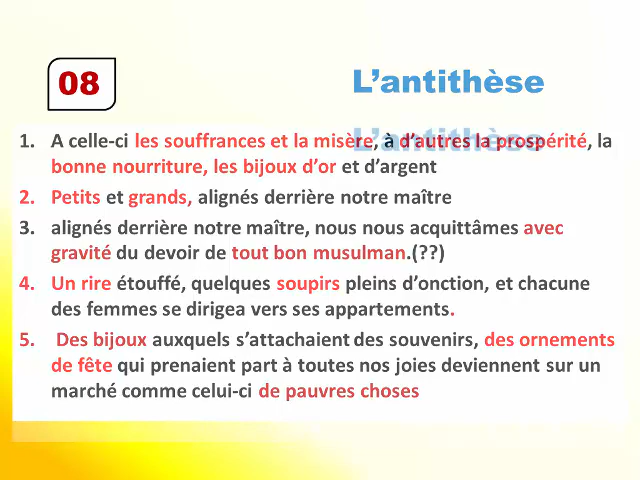 08
L’antithèse
1. A celle-ci les souffrances et la misère, à d’autres la prospérité, la
bonne nourriture, les bijoux d’or et d’argent
2. Petits et grands, alignés derrière notre maître
3. alignés derrière notre maître, nous nous acquittâmes avec
gravité du devoir de tout bon musulman.(??)
4. Un rire étouffé, quelques soupirs pleins d’onction, et chacune
des femmes se dirigea vers ses appartements.
5. Des bijoux auxquels s’attachaient des souvenirs, des ornements
de fête qui prenaient part à toutes nos joies deviennent sur un
marché comme celui-ci de pauvres choses